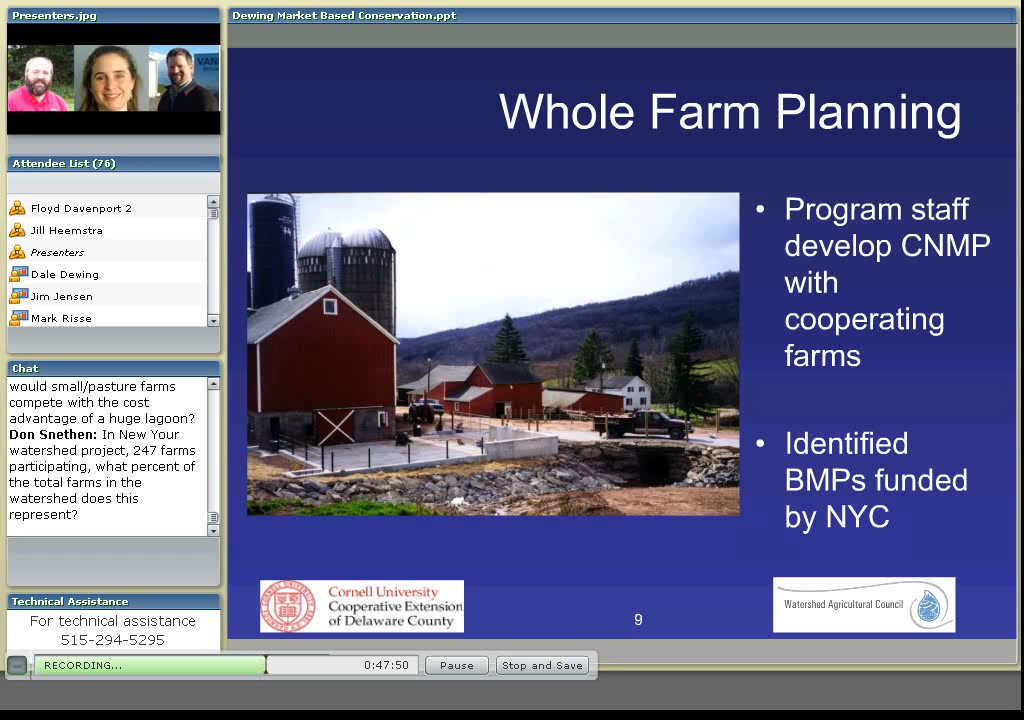 Presenters.jpg
Dewing Market Based Conservation.ppt
VAN
Attendee List (76)
Floyd Davenport 2
Jill Heemstra
Presenters
Dale Dewing
Jim Jensen
Mark Risse
Chat
would small/pasture farms
compete with the cost
advantage of a huge lagoon?
Don Snethen: In New Your
watershed project, 247 farms
participating, what percent of
the total farms in the
watershed does this
represent?
Technical Assistance
For technical assistance
515-294-5295
RECORDING...
0:47:50
Pause
Stop and Save
Whole Farm Planning
• Program staff
develop CNMP
with
cooperating
farms
• Identified
BMPs funded
by NYC
Cornell University
Cooperative Extension
of Delaware County
9
Watershed Agricultural Council